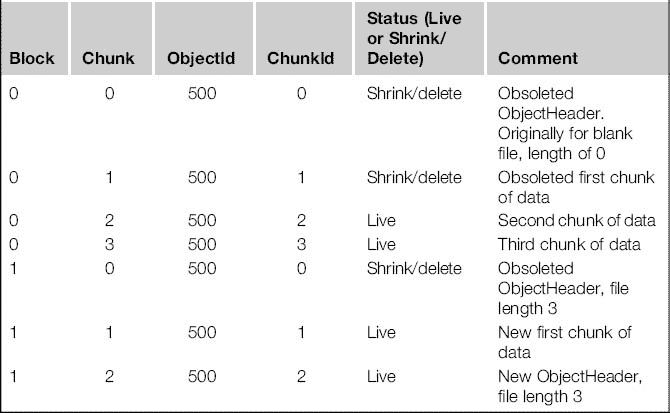 Block Chunk ObjectId ChunkId Status (Live or Shrink/ Delete) Comment
0 0 500 0 Shrink/delete Obsoleted
ObjectHeader.
Originally for blank
file, length of 0
0 1 500 1 Shrink/delete Obsoleted first chunk
of data
0 2 500 2 Live Second chunk of data
0 3 500 3 Live Third chunk of data
1 0 500 0 Shrink/delete Obsoleted
ObjectHeader, file
length 3
1 1 500 1 Live New first chunk of
data
1 2 500 2 Live New ObjectHeader,
file length 3